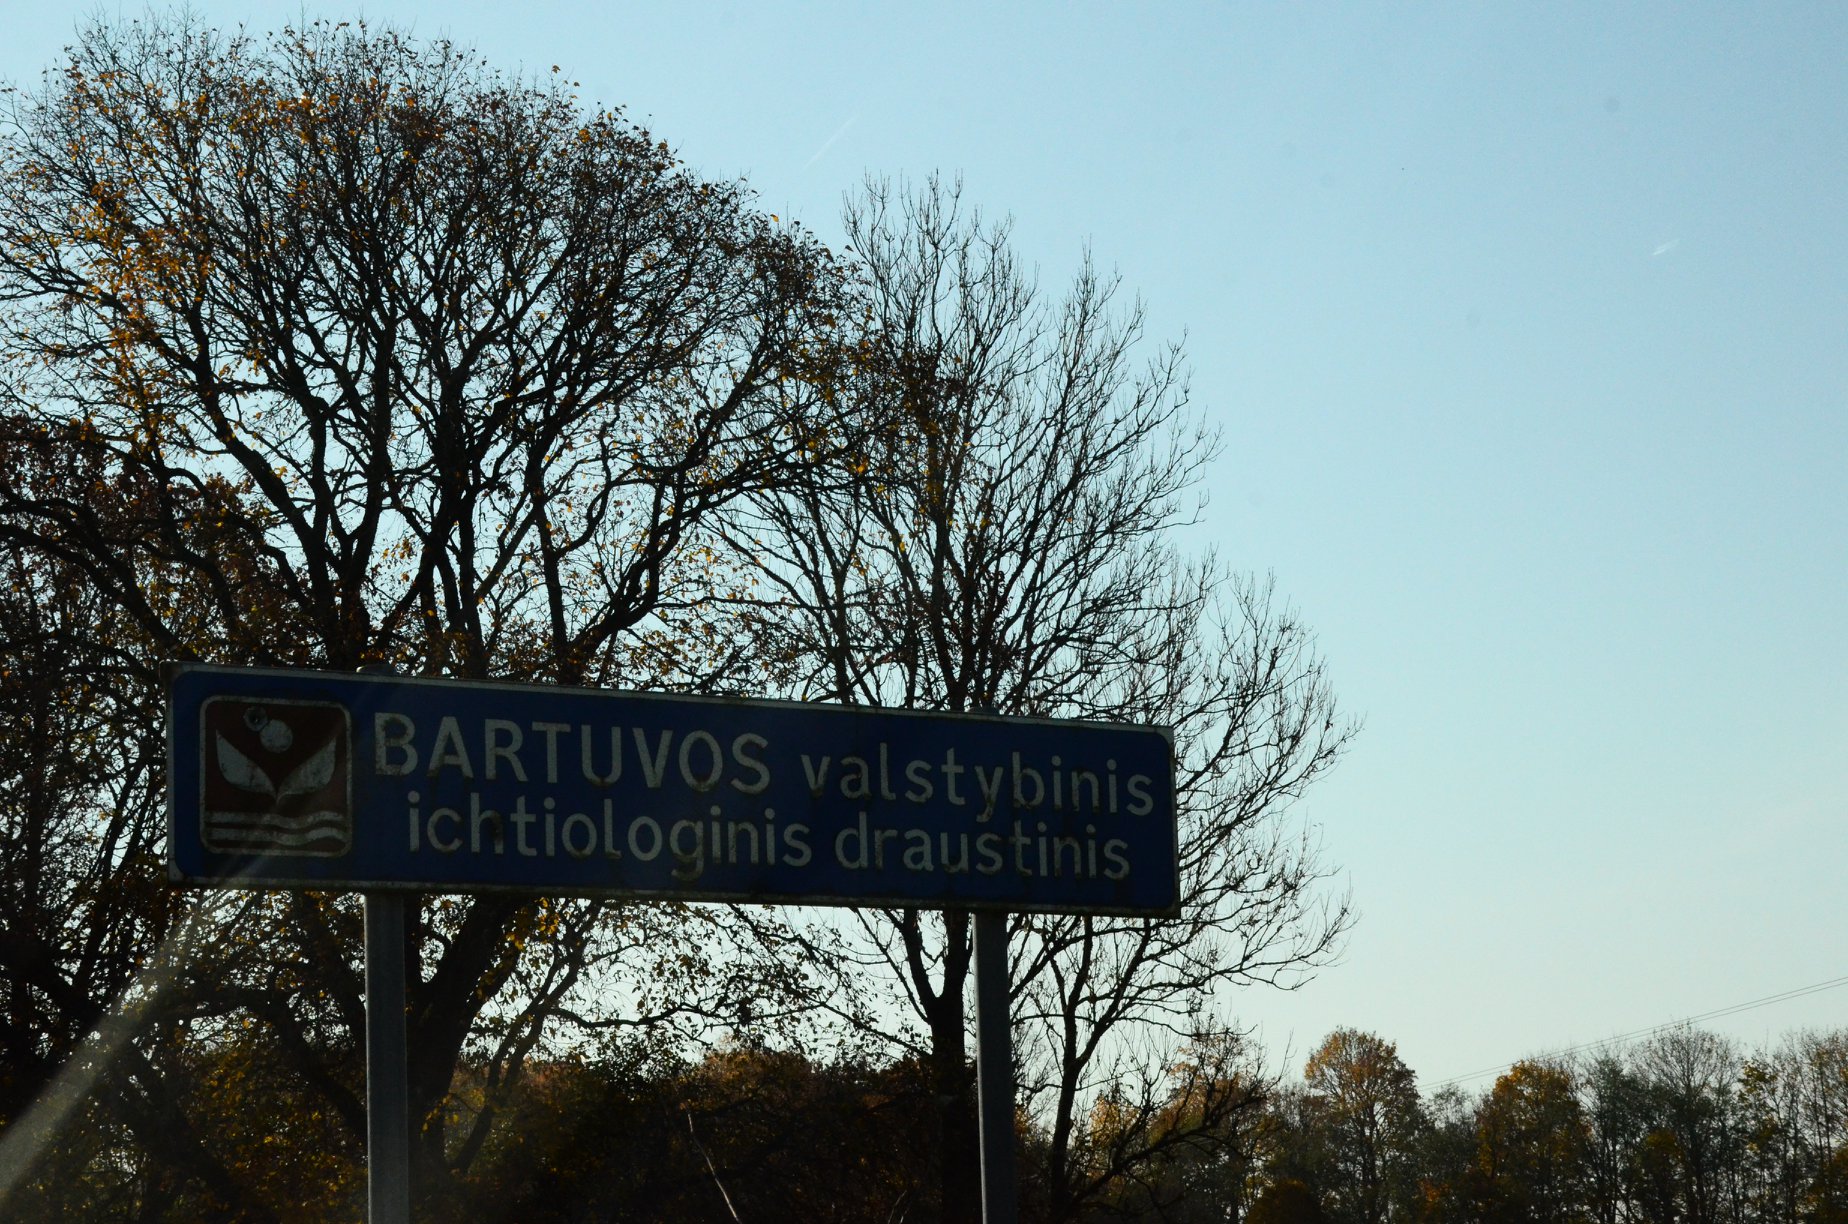 BARTUVOS valstybinis
ichtiologinis draustinis